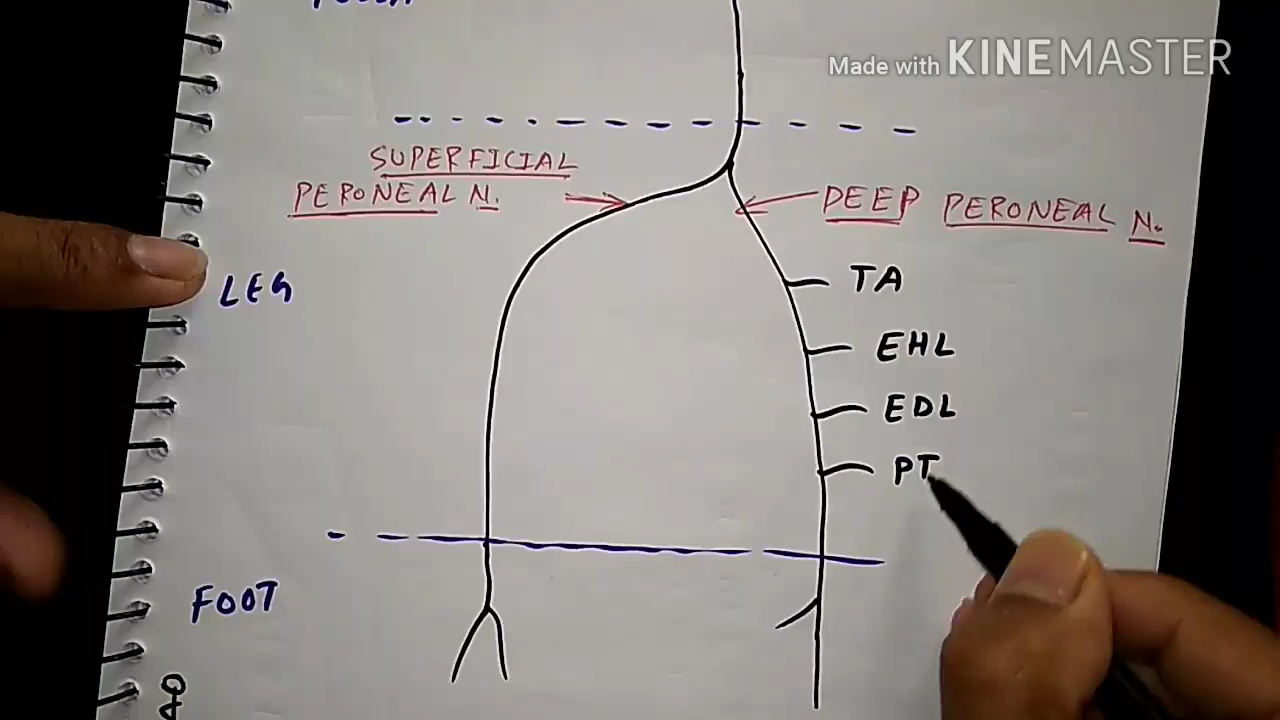 Made with KINEMASTER
SUPERFICIAL
PERONEAL N.
DEEP PERONEAL N.
LEG
TA
EHL
EDL
PT
FOOT